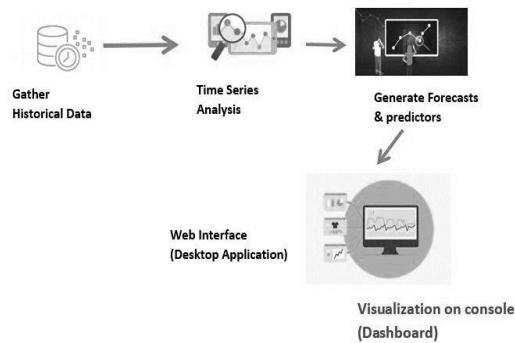 Gather
Historical Data
Time Series
Analysis
Generate Forecasts
& predictors
Web Interface
(Desktop Application)
Visualization on console
(Dashboard)